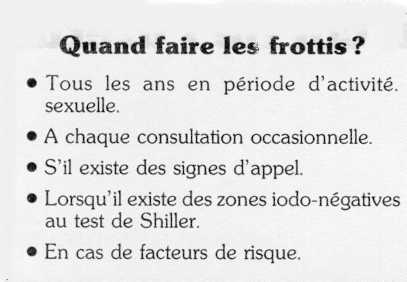 Quand faire les frottis ?
● Tous les ans en période d'activité.
sexuelle.
● A chaque consultation occasionnelle.
● S'il existe des signes d'appel.
● Lorsqu'il existe des zones iodo-négatives
au test de Shiller.
● En cas de facteurs de risque.